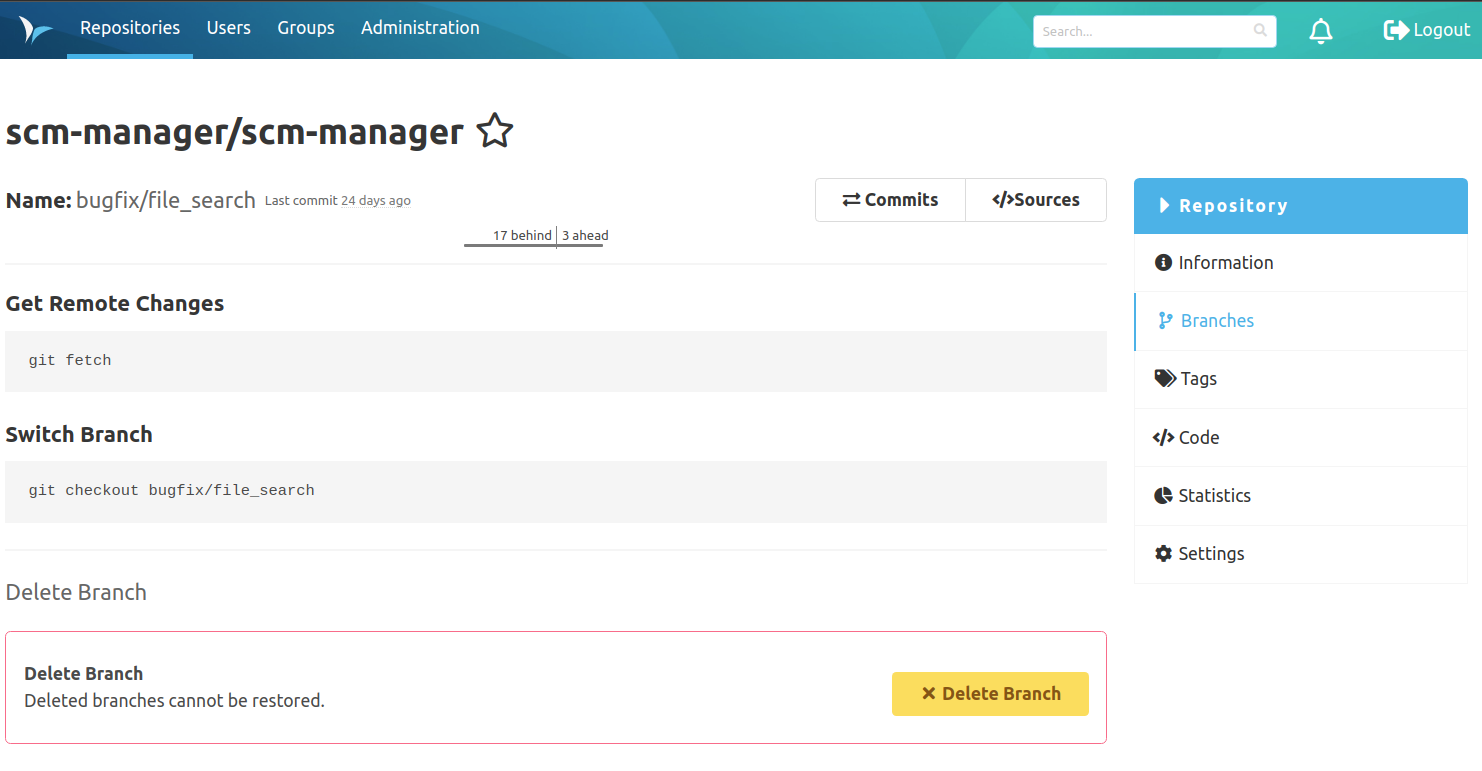 Repositories Users Groups Administration Search... Logout
scm-manager/scm-manager
Name: bugfix/file_search Last commit 24 days ago
Commits </>Sources
17 behind 3 ahead
Get Remote Changes
git fetch
Switch Branch
git checkout bugfix/file_search
Delete Branch
Delete Branch
Deleted branches cannot be restored.
Delete Branch
Repository
Information
Branches
Tags
Code
Statistics
Settings